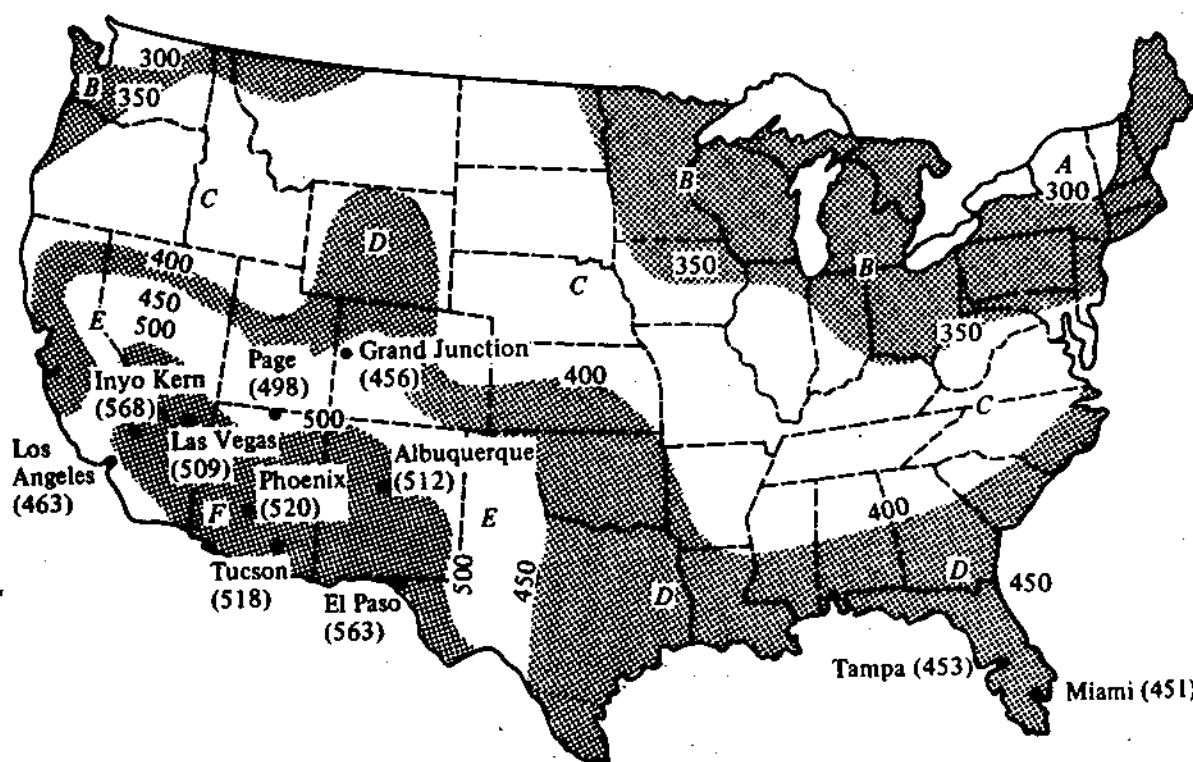 300
B
350
B
A
300
C
D
400
350
B
C
450
500
E
350
Page
(498)
Grand Junction
(456)
Inyo Kern
(568)
400
C
500
Las Vegas
(509)
Albuquerque
(512)
Los
Angeles
(463)
Phoenix
(520)
F
E
400
Tucson
(518)
500
450
D
D
450
El Paso
(563)
Tampa (453)
Miami (451)